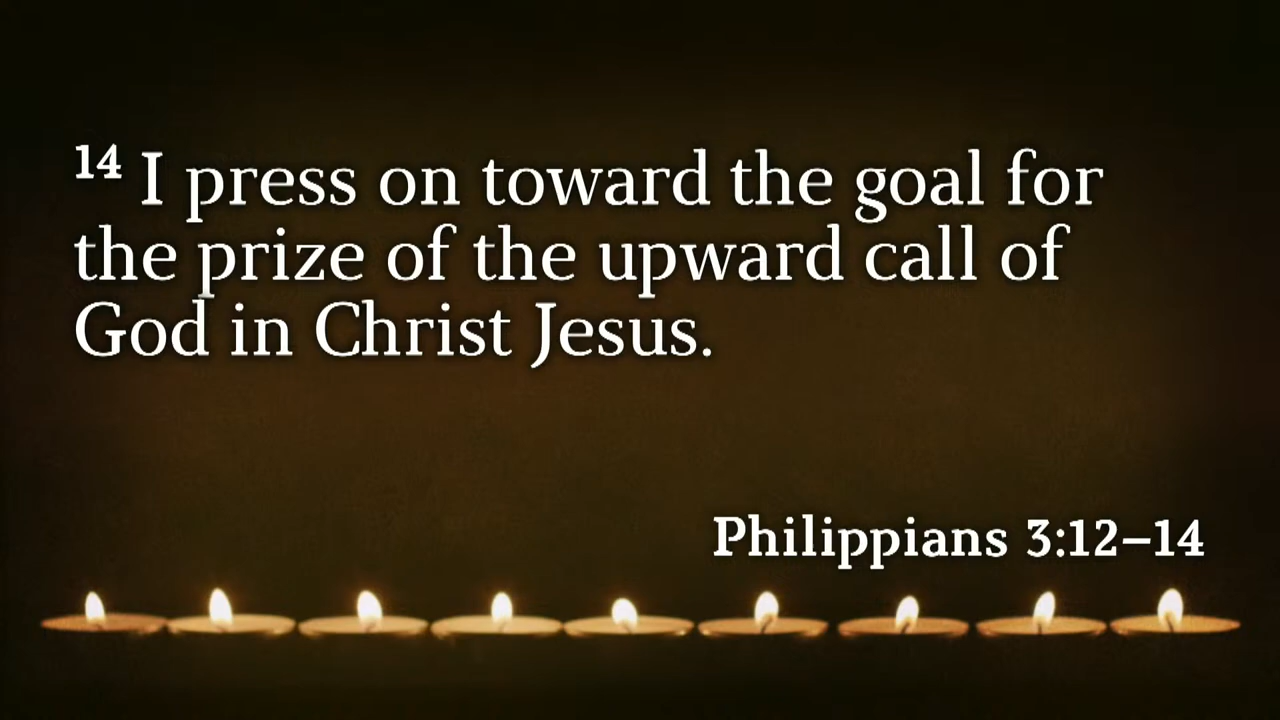 14 I press on toward the goal for
the prize of the upward call of
God in Christ Jesus.
Philippians 3:12–14